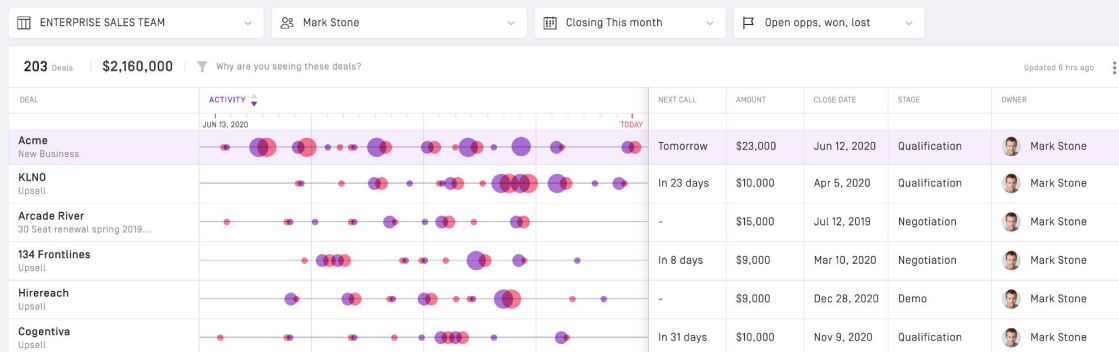 ENTERPRISE SALES TEAM
Mark Stone
Closing This month
Open opps, won, lost
203 Deals
$2,160,000
Why are you seeing these deals?
Updated 8 hrs ago
DEAL
ACTIVITY
NEXT CALL
AMOUNT
CLOSE DATE
STAGE
OWNER
JUN 13, 2020
TODAY
Acme
New Business
Tomorrow
$23,000
Jun 12, 2020
Qualification
Mark Stone
KLNO
Upsell
In 23 days
$10,000
Apr 5, 2020
Qualification
Mark Stone
Arcade River
30 Seat renewal spring 2019...
-
$15,000
Jul 12, 2019
Negotiation
Mark Stone
134 Frontlines
Upsell
In 8 days
$9,000
Mar 10, 2020
Negotiation
Mark Stone
Hirereach
Upsell
-
$9,000
Dec 28, 2020
Demo
Mark Stone
Cogentiva
Upsell
In 31 days
$10,000
Nov 9, 2020
Qualification
Mark Stone